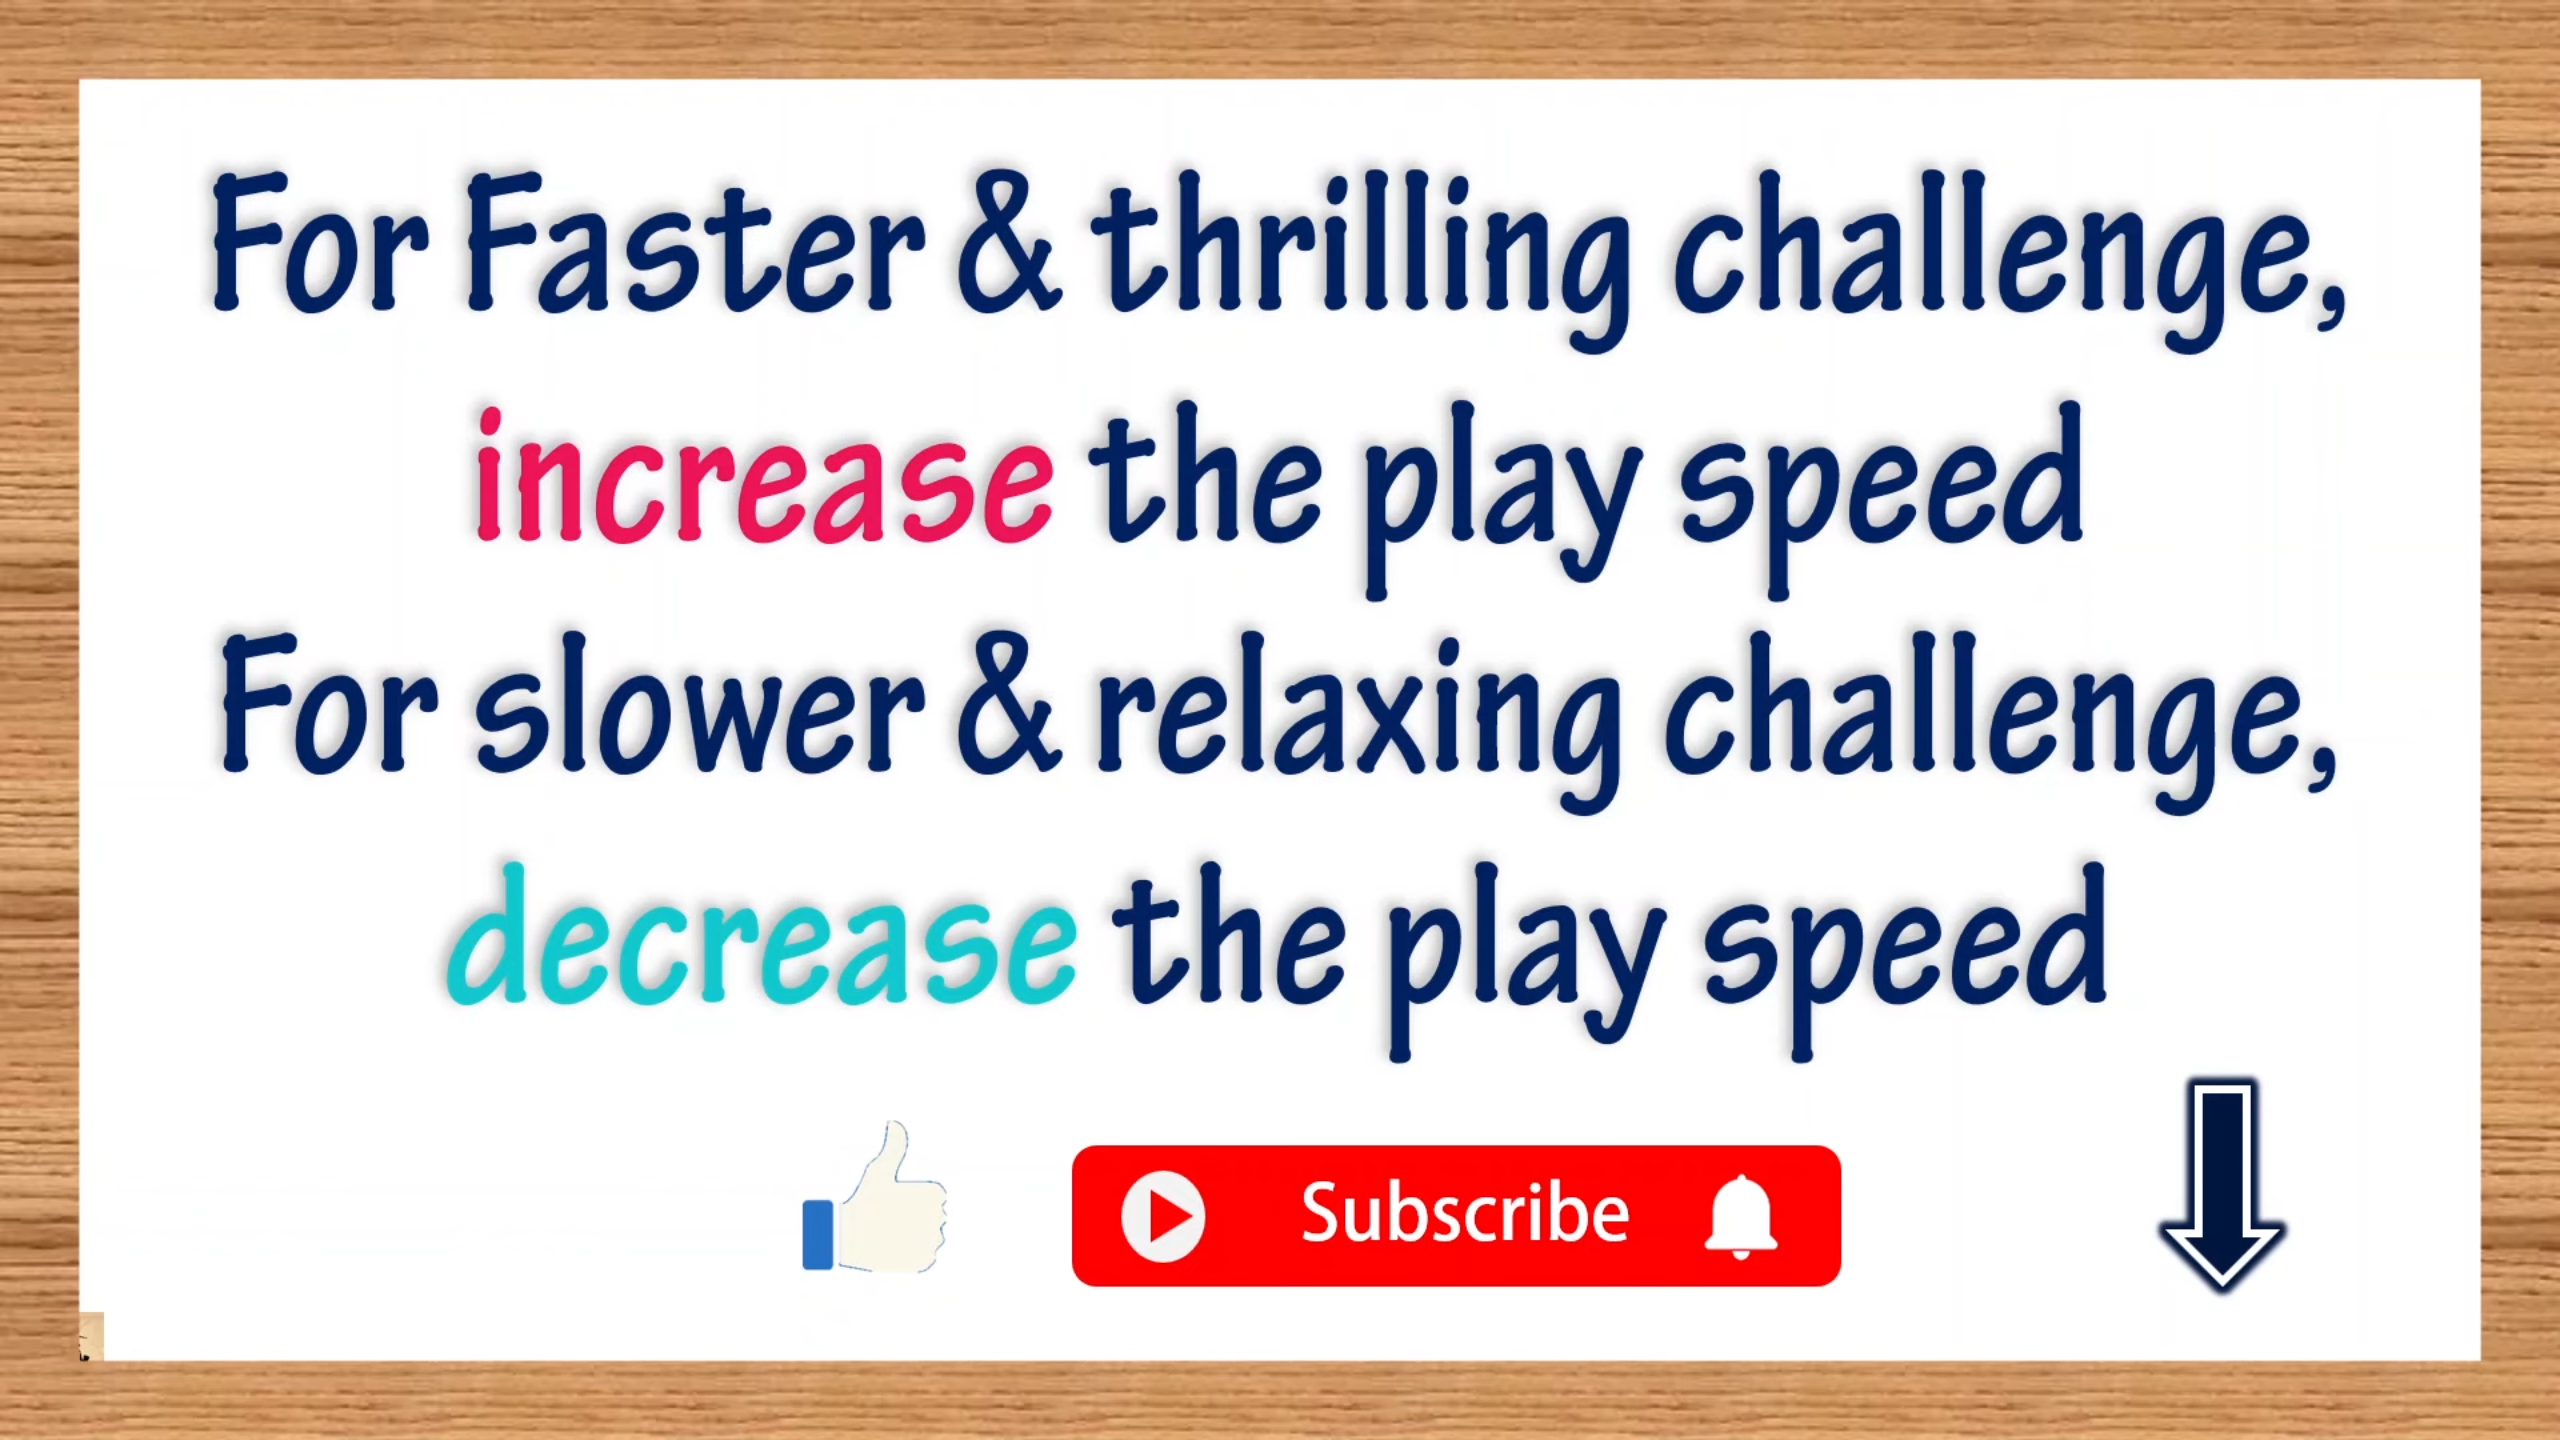 For Faster & thrilling challenge,
increase the play speed
For slower & relaxing challenge,
decrease the play speed
Subscribe